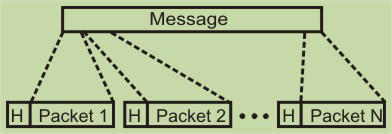 Message
H Packet 1 H Packet 2 ••• H Packet N